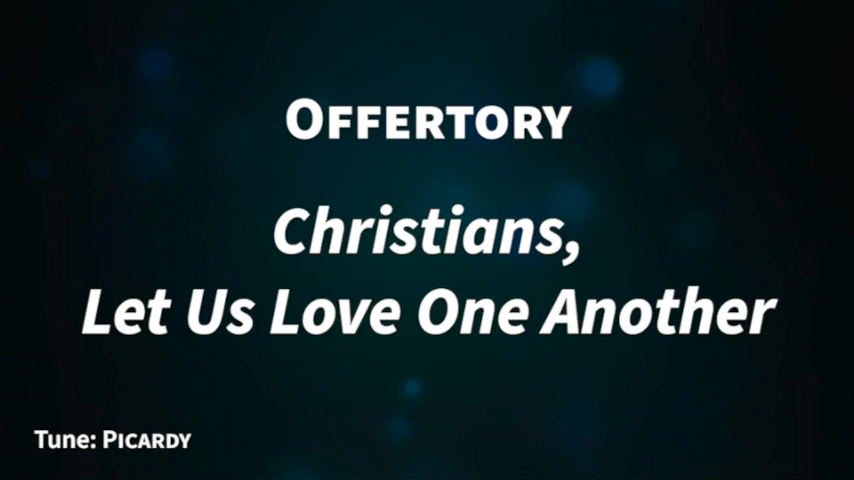 OFFERTORY
Christians,
Let Us Love One Another
Tune: PICARDY